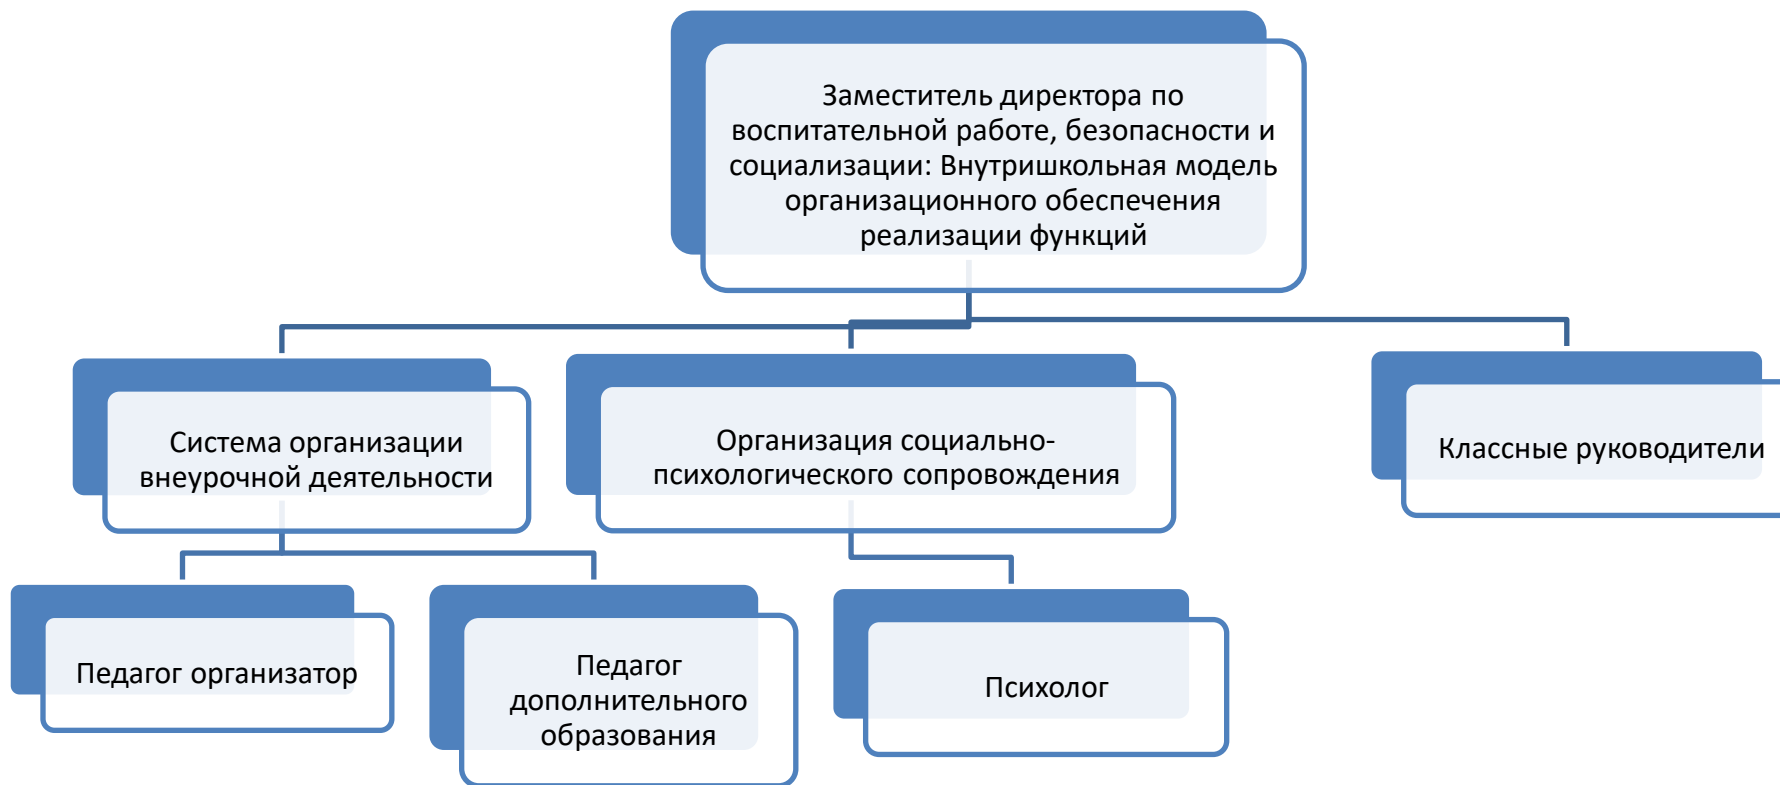 Заместитель директора по
воспитательной работе, безопасности и
социализации: Внутришкольная модель
организационного обеспечения
реализации функций
Система организации
внеурочной деятельности
Организация социально-
психологического сопровождения
Классные руководители
Педагог организатор
Педагог
дополнительного
образования
Психолог